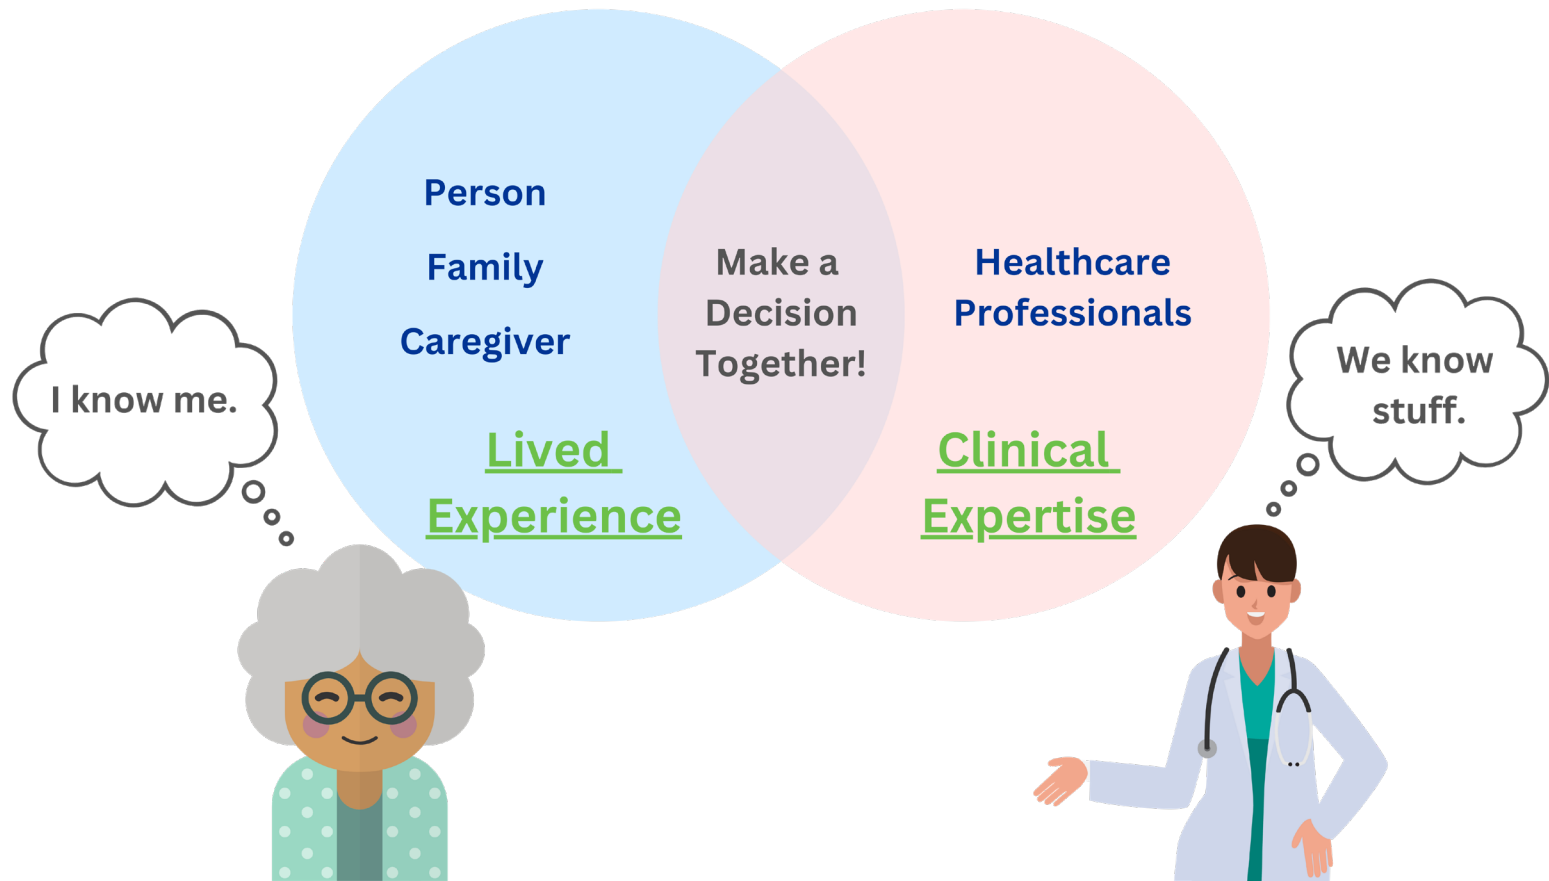 Person
Family
Caregiver
Lived
Experience
I know me.
Make a
Decision
Together!
Healthcare
Professionals
Clinical
Expertise
We know
stuff.